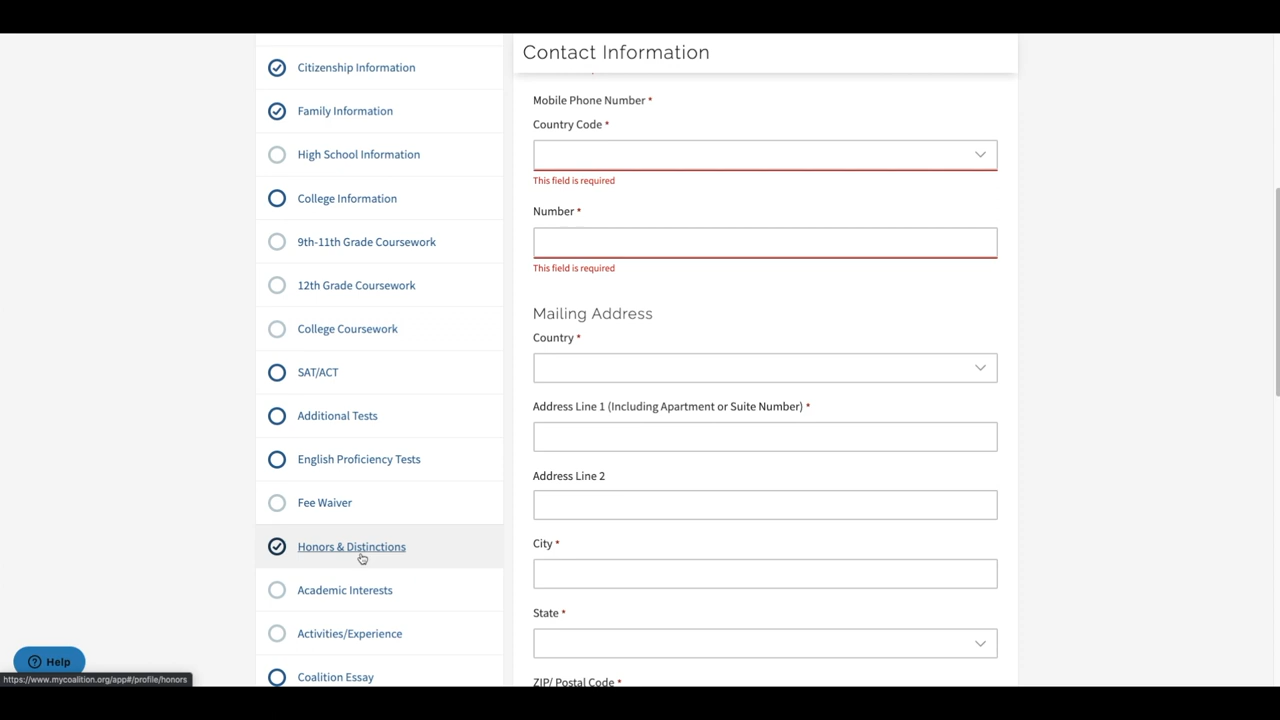 Citizenship Information
Family Information
High School Information
College Information
9th-11th Grade Coursework
12th Grade Coursework
College Coursework
SAT/ACT
Additional Tests
English Proficiency Tests
Fee Waiver
Honors & Distinctions
Academic Interests
Activities/Experience
Coalition Essay
Help
https://www.mycoalition.org/app#/profile/honors
Contact Information
Mobile Phone Number *
Country Code *
This field is required
Number *
This field is required
Mailing Address
Country *
Address Line 1 (Including Apartment or Suite Number) *
Address Line 2
City *
State *
ZIP/ Postal Code *